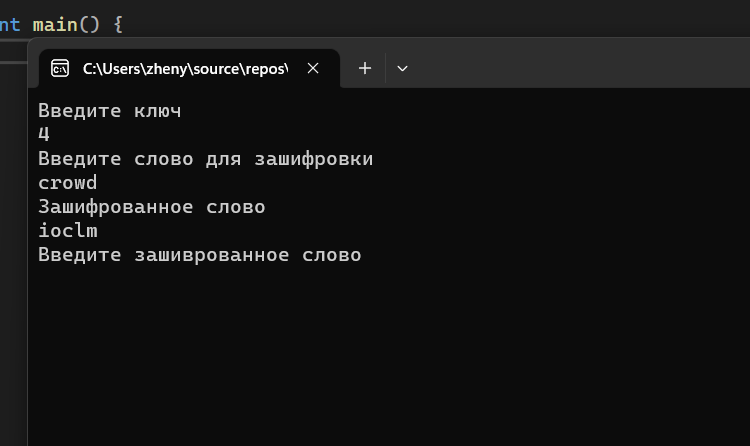 nt main() {
C:\Users\zheny\source\repos\
Введите ключ
4
Введите слово для зашифровки
crowd
Зашифрованное слово
ioclm
Введите зашиврованное слово